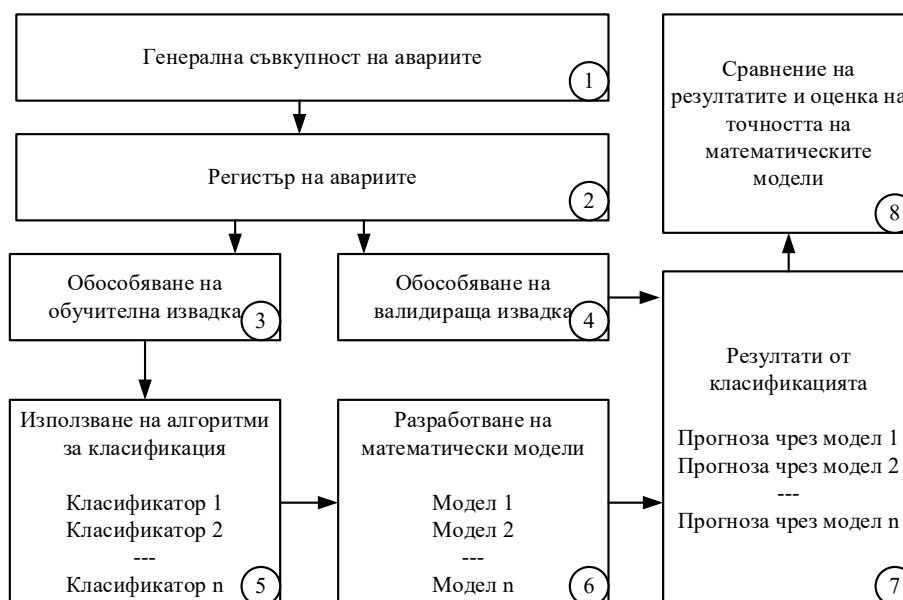 Генерална съвкупност на авариите
1
Регистър на авариите
2
Обособяване на
обучителна извадка
3
Обособяване на
валидираща извадка
4
Използване на алгоритми
за класификация
Класификатор 1
Класификатор 2
---
Класификатор n
5
Разработване на
математически модели
Модел 1
Модел 2
---
Модел n
6
Резултати от
класификацията
Прогноза чрез модел 1
Прогноза чрез модел 2
---
Прогноза чрез модел n
7
Сравнение на
резултатите и оценка на
точността на
математическите
модели
8